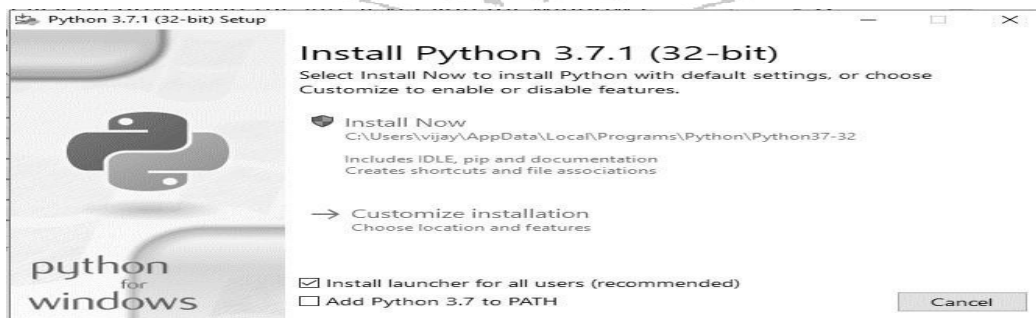 Python 3.7.1 (32-bit) Setup
Install Python 3.7.1 (32-bit)
Select Install Now to install Python with default settings, or choose
Customize to enable or disable features.
Install Now
C:\Users\vijay\AppData\Local\Programs\Python\Python37-32
Includes IDLE, pip and documentation
Creates shortcuts and file associations
Customize installation
Choose location and features
python
for
windows
Install launcher for all users (recommended)
Add Python 3.7 to PATH
Cancel